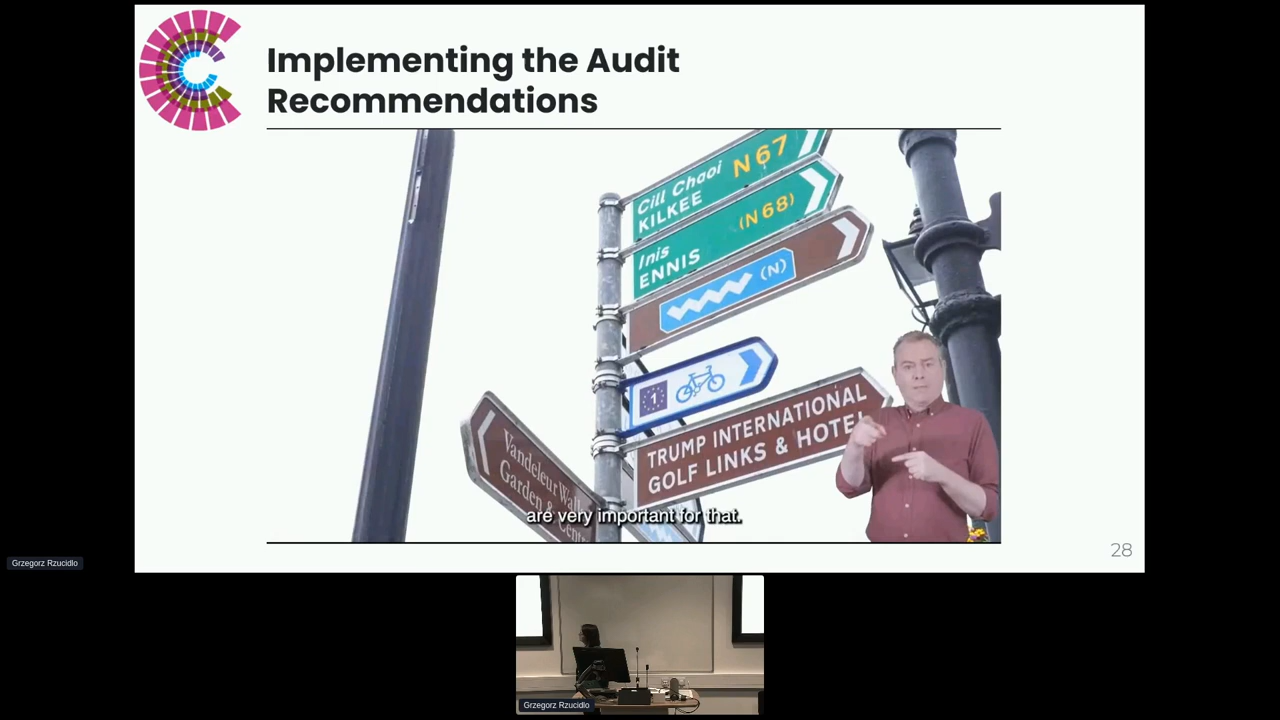 Implementing the Audit
Recommendations
Cill Chaoi
KILKEE
N67
Inis
ENNIS
(N68)
(N)
1
TRUMP INTERNATIONAL
GOLF LINKS & HOTEL
Vandeleur Wall
Garden &
are very important for that.
28
Grzegorz Rzucidlo
Grzegorz Rzucidlo